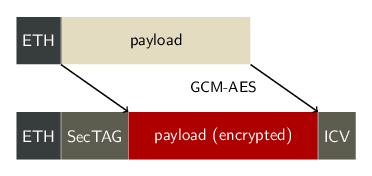 ETH payload
GCM-AES
ETH SecTAG payload (encrypted) ICV